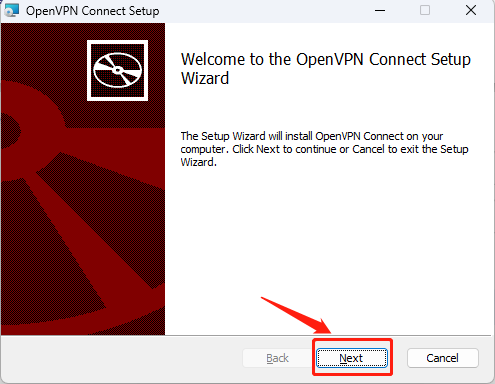 OpenVPN Connect Setup
Welcome to the OpenVPN Connect Setup
Wizard
The Setup Wizard will install OpenVPN Connect on your
computer. Click Next to continue or Cancel to exit the Setup
Wizard.
Back Next Cancel